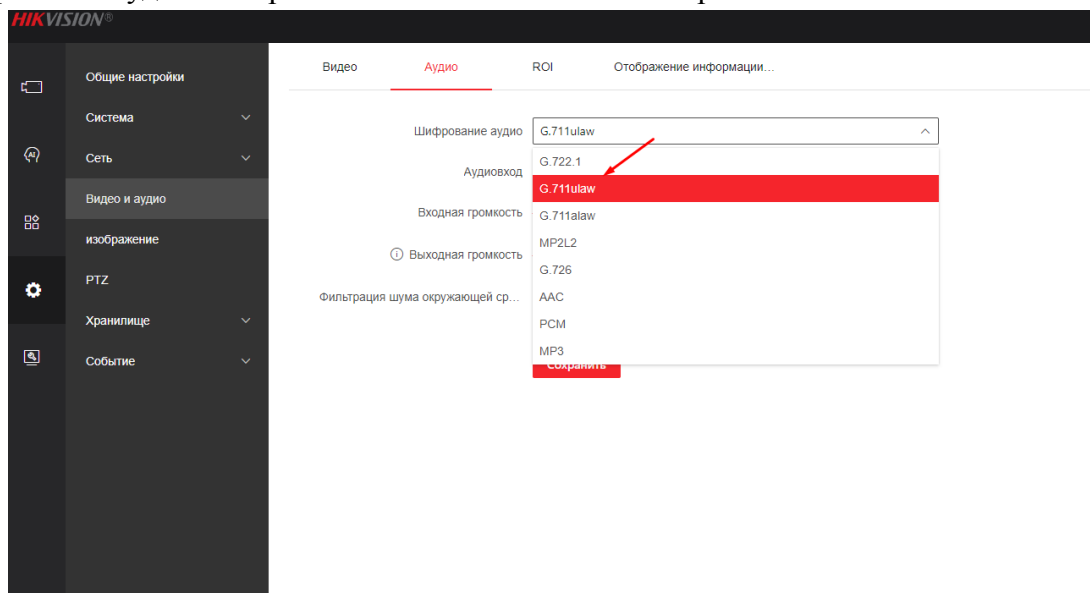 HIKVISION®
Видео Аудио ROI Отображение информации...
Общие настройки
Система
Сеть
Видео и аудио
изображение
PTZ
Хранилище
Событие
AI
Шифрование аудио G.711ulaw
Аудиовход
Входная громкость
Выходная громкость
Фильтрация шума окружающей ср...
G.722.1
G.711ulaw
G.711alaw
MP2L2
G.726
AAC
PCM
MP3
Сохранить